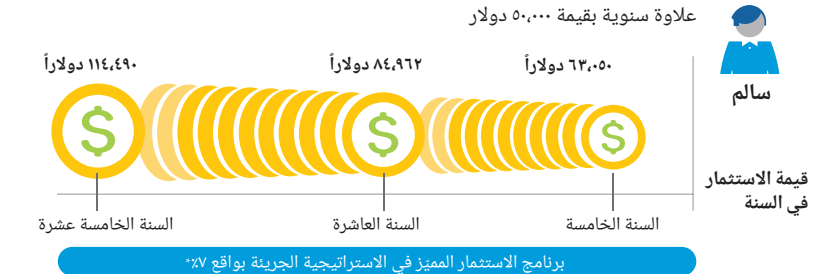 علاوة سنوية بقيمة ٥٠،٠٠٠ دولار
سالم
٦٣،٠٥٠ دولاراً
٨٤،٩٦٢ دولاراً
١١٤،٤٩٠ دولاراً
$ $ $
قيمة الاستثمار
في السنة
السنة الخامسة
السنة العاشرة
السنة الخامسة عشرة
برنامج الاستثمار المميّز في الاستراتيجية الجريئة بواقع ٧٪*